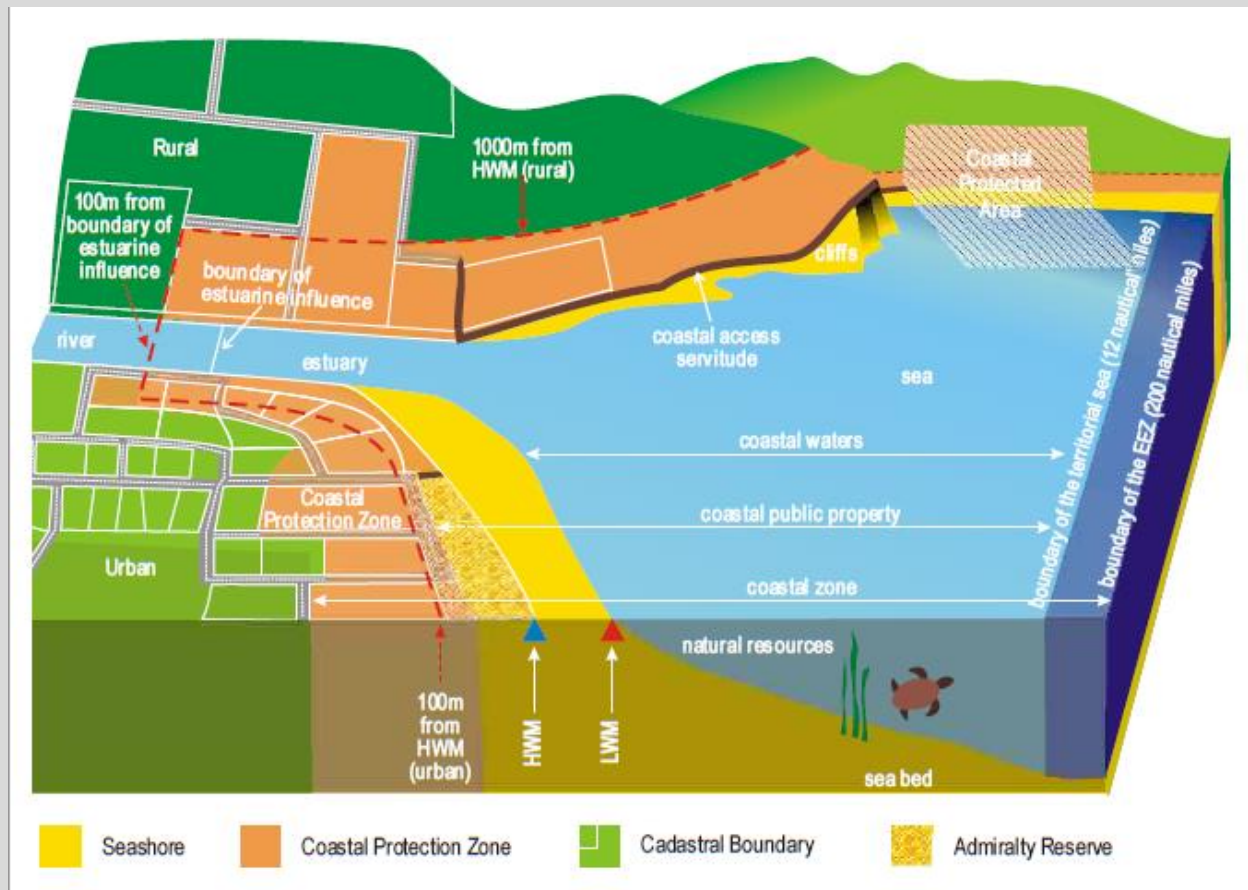 Rural
1000m from
HWM (rural)
Coastal
Protected
Area
100m from
boundary of
estuarine
influence
boundary of
estuarine influence
cliffs
river
estuary
coastal access
servitude
sea
boundary of the territorial sea (12 nautical miles)
boundary of the EEZ (200 nautical miles)
coastal waters
Coastal
Protection Zone
coastal public property
Urban
coastal zone
natural resources
100m
from
HWM
(urban)
HWM
LWM
sea bed
Seashore
Coastal Protection Zone
Cadastral Boundary
Admiralty Reserve